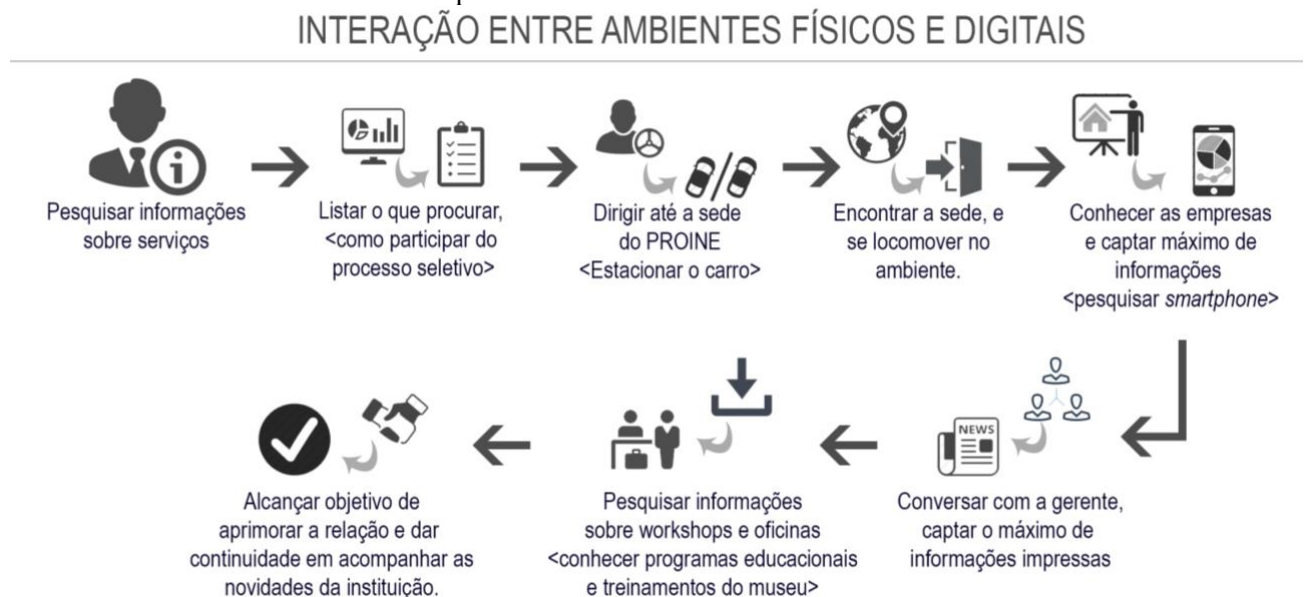 INTERAÇÃO ENTRE AMBIENTES FÍSICOS E DIGITAIS
Pesquisar informações
sobre serviços
Listar o que procurar,
<como participar do
processo seletivo>
Dirigir até a sede
do PROINE
<Estacionar o carro>
Encontrar a sede, e
se locomover no
ambiente.
Conhecer as empresas
e captar máximo de
informações
<pesquisar smartphone>
NEWS
Conversar com a gerente,
captar o máximo de
informações impressas
Pesquisar informações
sobre workshops e oficinas
<conhecer programas educacionais
e treinamentos do museu>
Alcançar objetivo de
aprimorar a relação e dar
continuidade em acompanhar as
novidades da instituição.